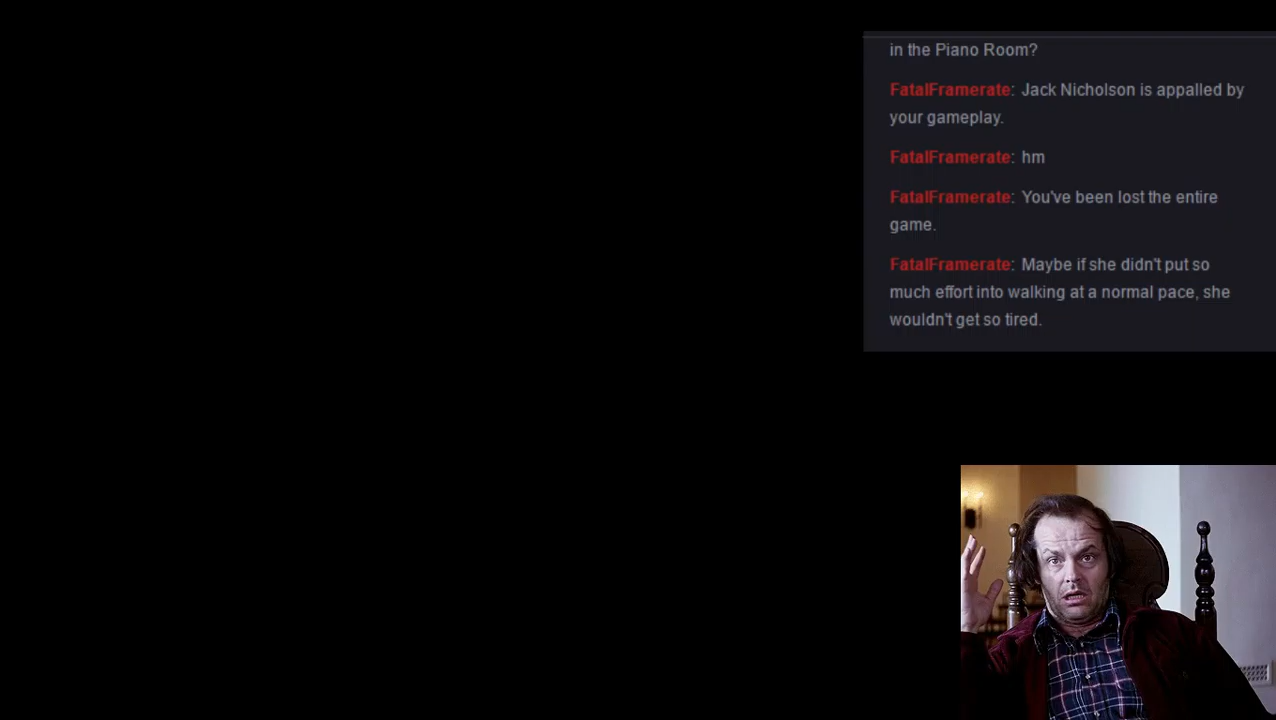 in the Piano Room?
FatalFramerate: Jack Nicholson is appalled by
your gameplay.
FatalFramerate: hm
FatalFramerate: You've been lost the entire
game.
FatalFramerate: Maybe if she didn't put so
much effort into walking at a normal pace, she
wouldn't get so tired.